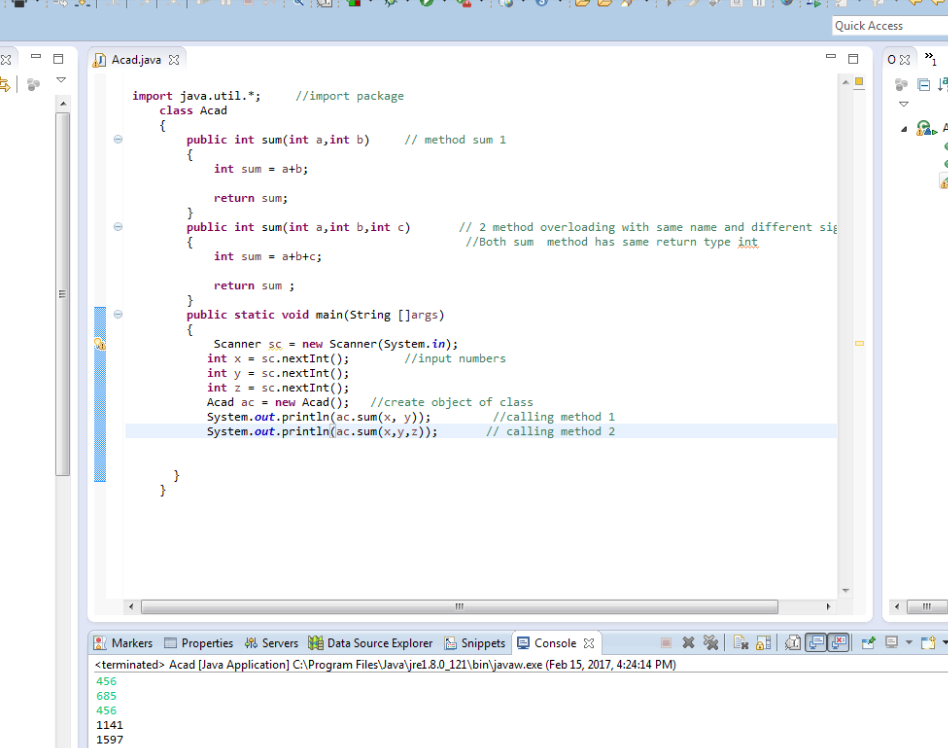 Quick Access
Acad.java
import java.util.*;     //import package
class Acad
{
public int sum(int a,int b)     // method sum 1
{
int sum = a+b;
return sum;
}
public int sum(int a,int b,int c)       // 2 method overloading with same name and different sig
{                                       //Both sum  method has same return type int
int sum = a+b+c;
return sum ;
}
public static void main(String []args)
{
Scanner sc = new Scanner(System.in);
int x = sc.nextInt();        //input numbers
int y = sc.nextInt();
int z = sc.nextInt();
Acad ac = new Acad();   //create object of class
System.out.println(ac.sum(x, y));         //calling method 1
System.out.println(ac.sum(x,y,z));       // calling method 2
}
}
Markers Properties Servers Data Source Explorer Snippets Console
<terminated> Acad [Java Application] C:\Program Files\Java\jre1.8.0_121\bin\javaw.exe (Feb 15, 2017, 4:24:14 PM)
456
685
456
1141
1597